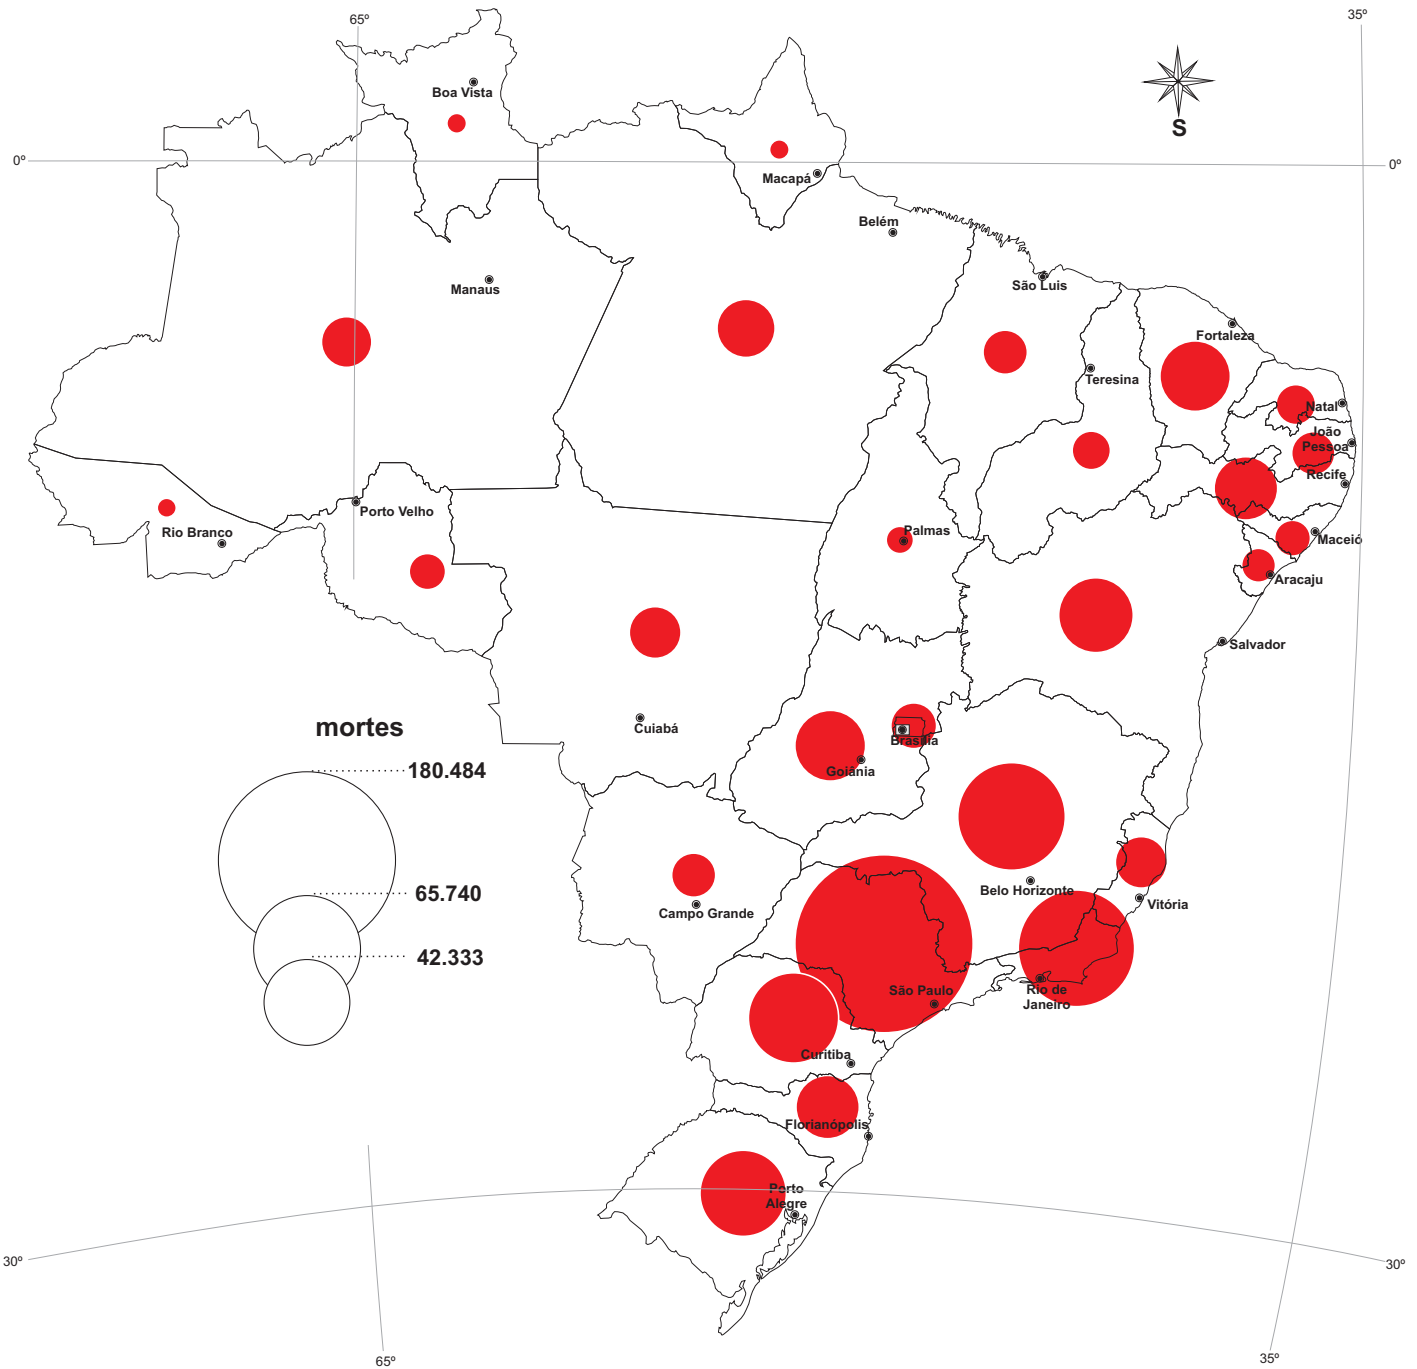 65º
35º
Boa Vista
S
0º
0º
Macapá
Belém
Manaus
São Luis
Fortaleza
Teresina
Natal
João
Pessoa
Recife
Porto Velho
Rio Branco
Palmas
Maceió
Aracaju
Salvador
mortes
Cuiabá
Brasília
180.484
Goiânia
65.740
Belo Horizonte
Campo Grande
Vitória
42.333
São Paulo
Rio de
Janeiro
Curitiba
Florianópolis
Porto
Alegre
30º
30º
65º
35º